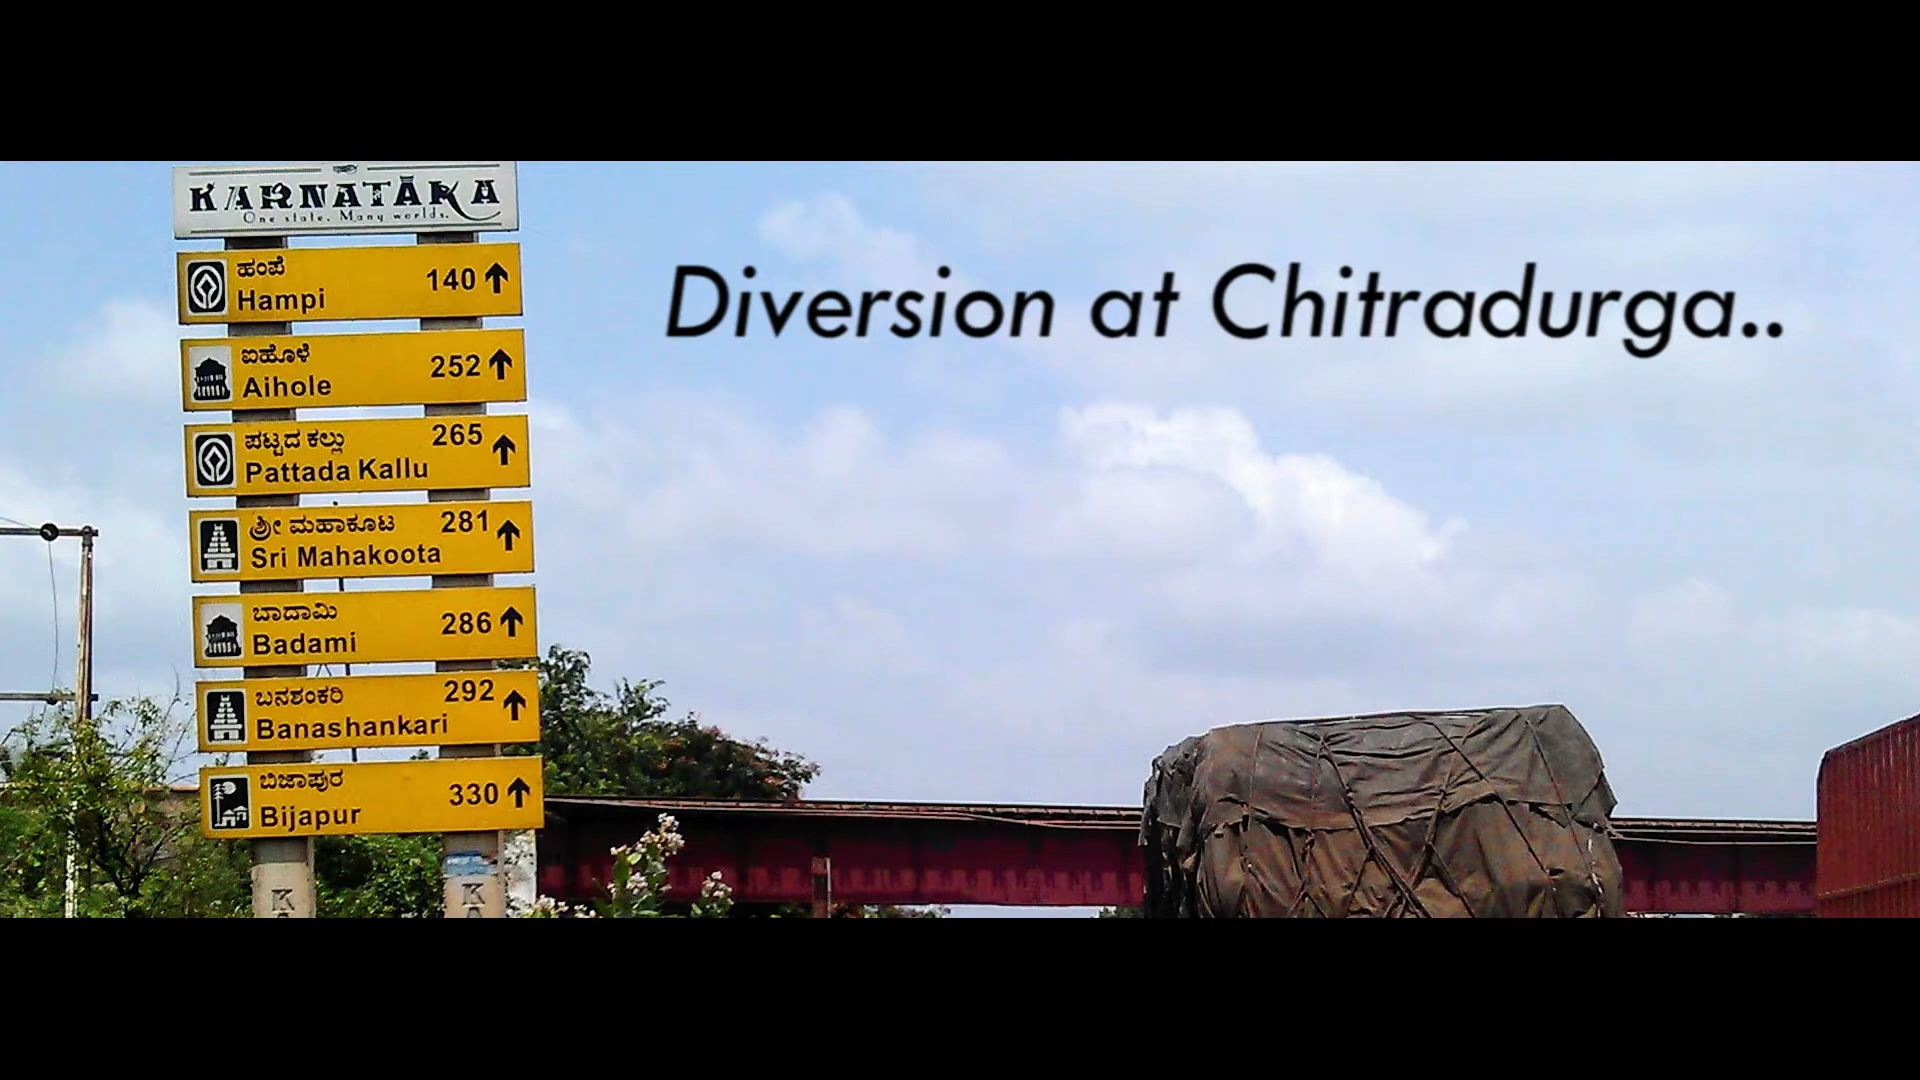 KARNATAKA
One state. Many worlds.
Diversion at Chitradurga..
ಹಂಪೆ
Hampi
140
ಐಹೊಳೆ
Aihole
252
ಪಟ್ಟದ ಕಲ್ಲು
Pattada Kallu
265
ಶ್ರೀ ಮಹಾಕೂಟ
Sri Mahakoota
281
ಬಾದಾಮಿ
Badami
286
ಬನಶಂಕರಿ
Banashankari
292
ಬಿಜಾಪುರ
Bijapur
330